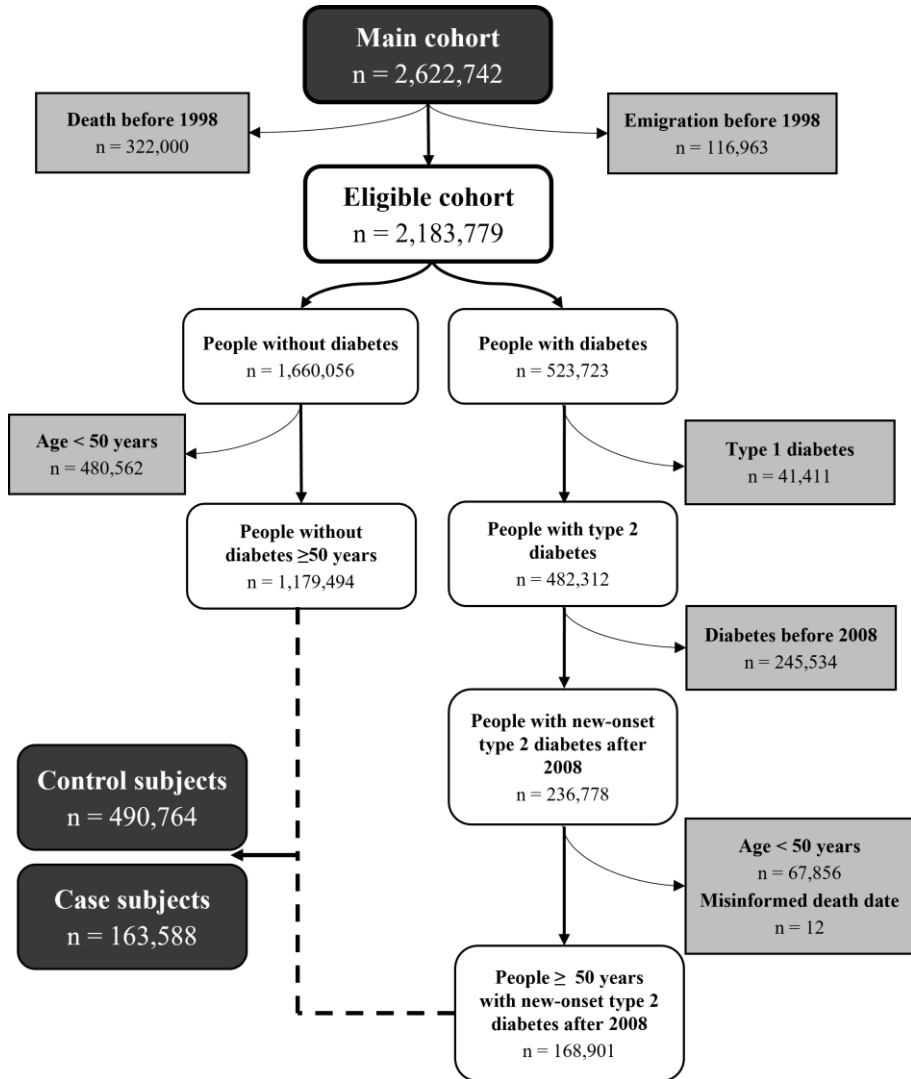 Main cohort
n = 2,622,742
Death before 1998
n = 322,000
Emigration before 1998
n = 116,963
Eligible cohort
n = 2,183,779
People without diabetes
n = 1,660,056
People with diabetes
n = 523,723
Age < 50 years
n = 480,562
Type 1 diabetes
n = 41,411
People without
diabetes ≥50 years
n = 1,179,494
People with type 2
diabetes
n = 482,312
Diabetes before 2008
n = 245,534
People with new-onset
type 2 diabetes after
2008
n = 236,778
Control subjects
n = 490,764
Case subjects
n = 163,588
Age < 50 years
n = 67,856
Misinformed death date
n = 12
People ≥ 50 years
with new-onset type 2
diabetes after 2008
n = 168,901